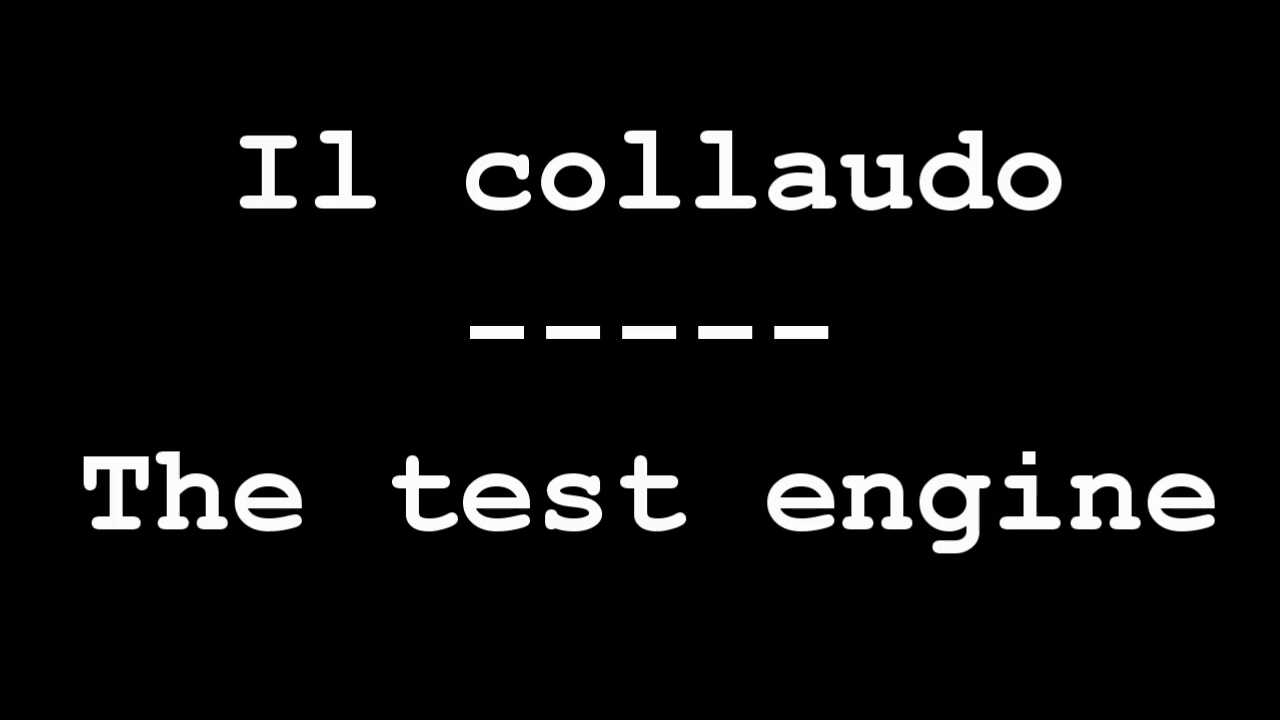 Il collaudo
-----
The test engine